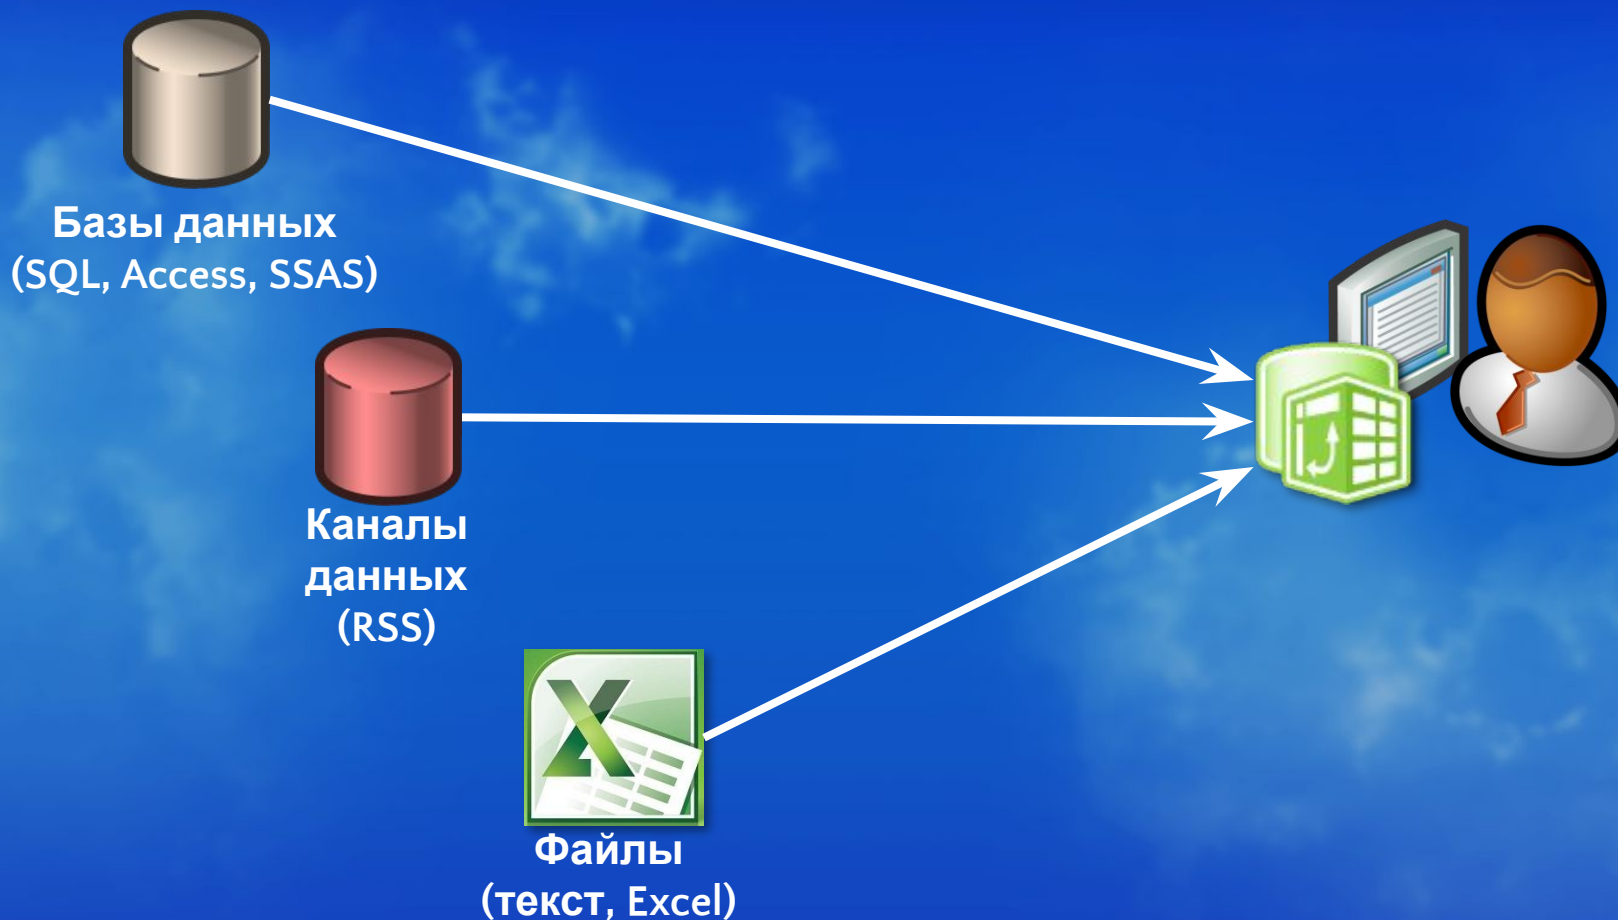 Базы данных
(SQL, Access, SSAS)
Каналы
данных
(RSS)
Файлы
(текст, Excel)